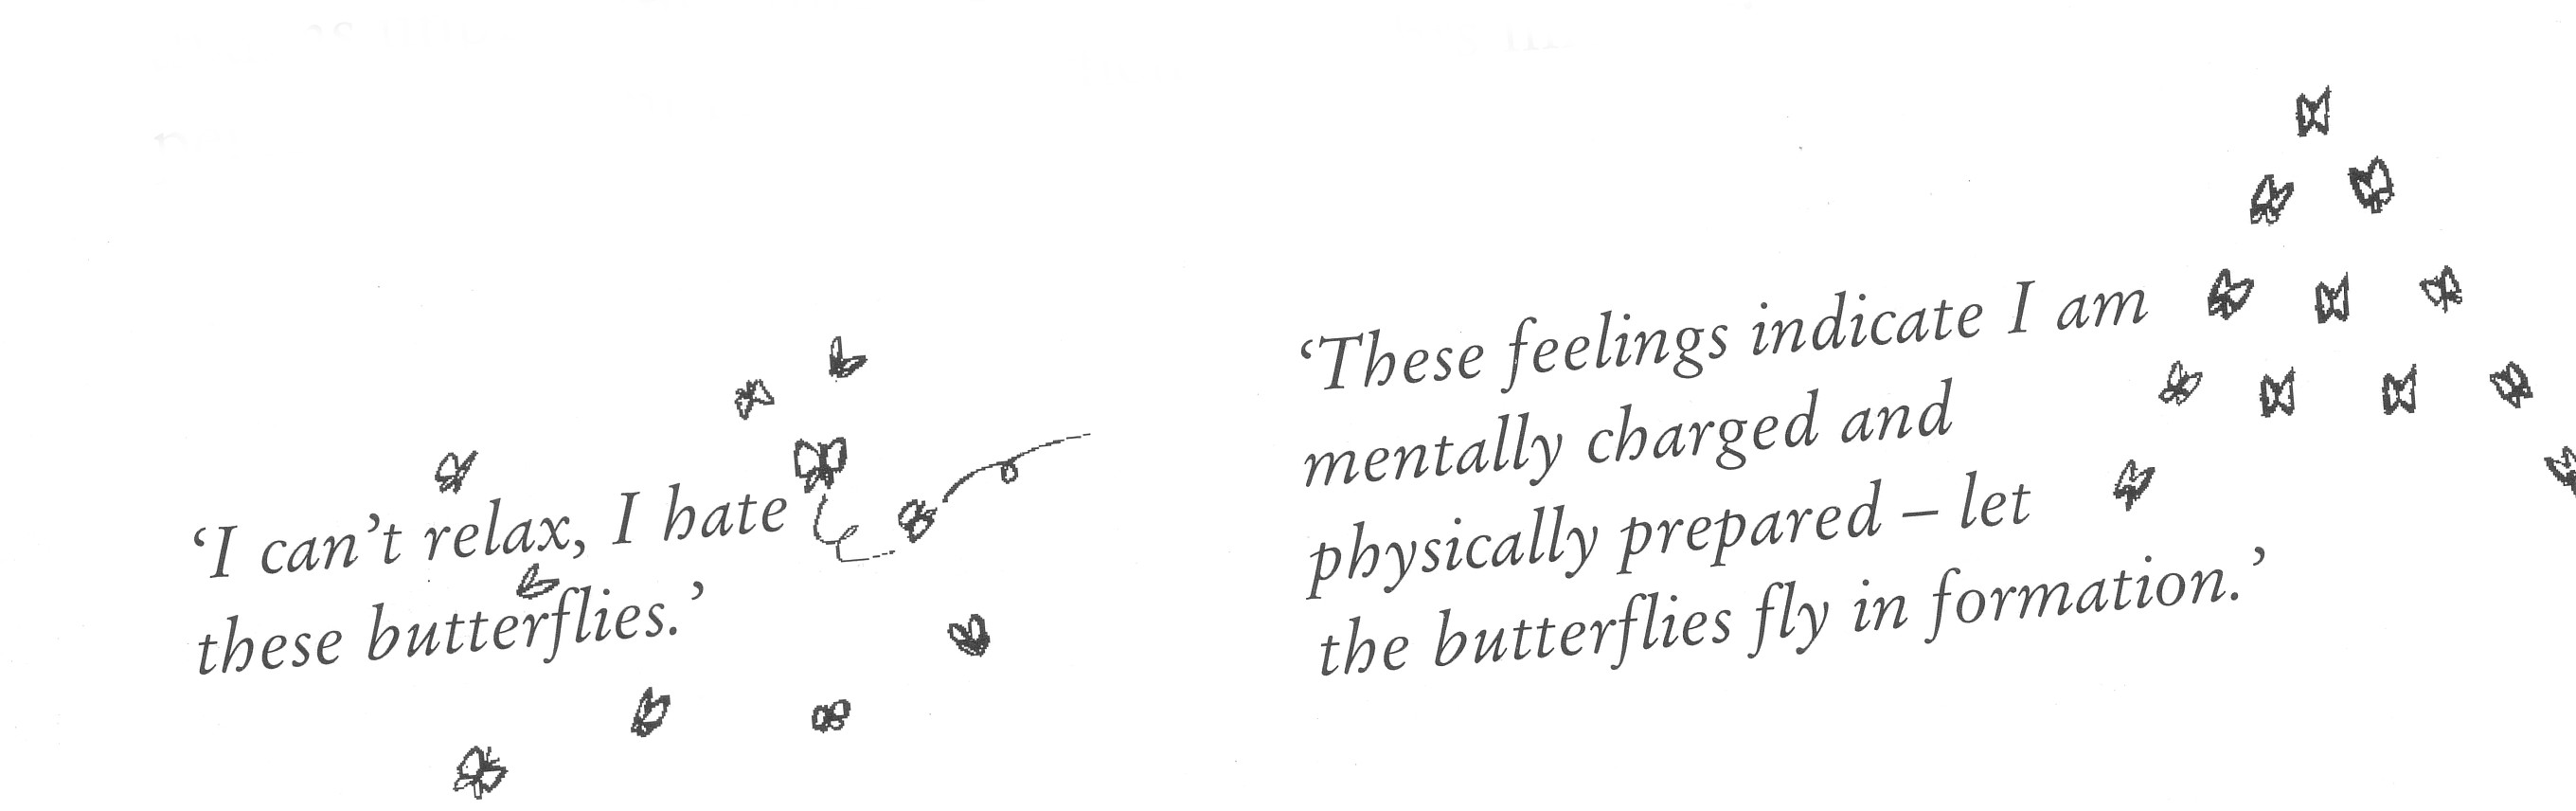 ‘I can’t relax, I hate
these butterflies.’
‘These feelings indicate I am
mentally charged and
physically prepared – let
the butterflies fly in formation.’